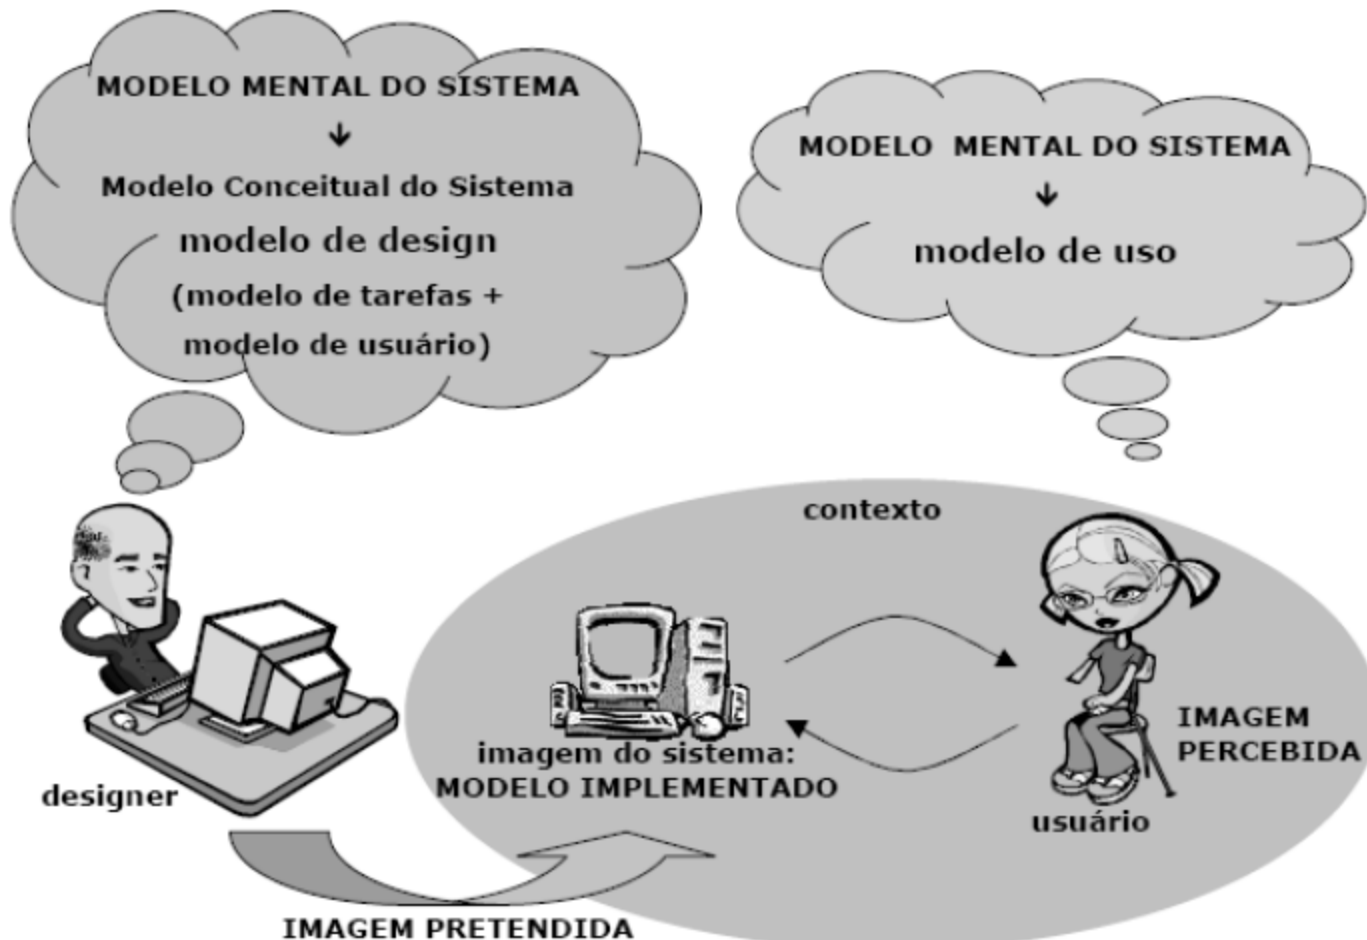 MODELO MENTAL DO SISTEMA
Modelo Conceitual do Sistema
modelo de design
(modelo de tarefas +
modelo de usuário)
MODELO MENTAL DO SISTEMA
modelo de uso
contexto
designer
imagem do sistema:
MODELO IMPLEMENTADO
IMAGEM
PERCEBIDA
usuário
IMAGEM PRETENDIDA